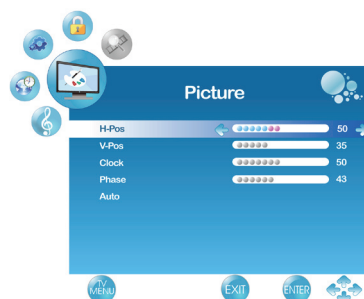 Picture
H-Pos 50
V-Pos 35
Clock 50
Phase 43
Auto
TV MENU EXIT ENTER